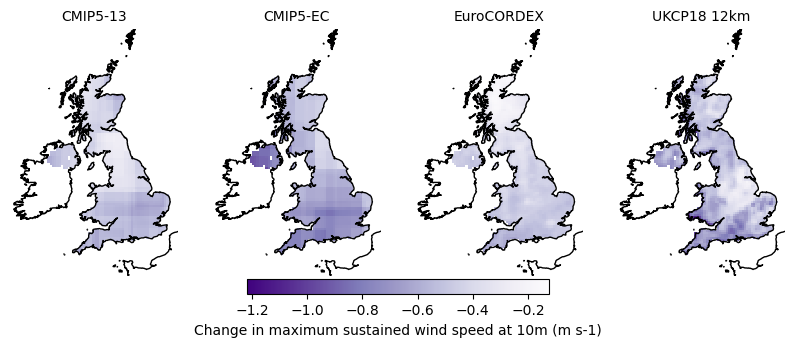 CMIP5-13 CMIP5-EC EuroCORDEX UKCP18 12km
−1.2 −1.0 −0.8 −0.6 −0.4 −0.2
Change in maximum sustained wind speed at 10m (m s-1)